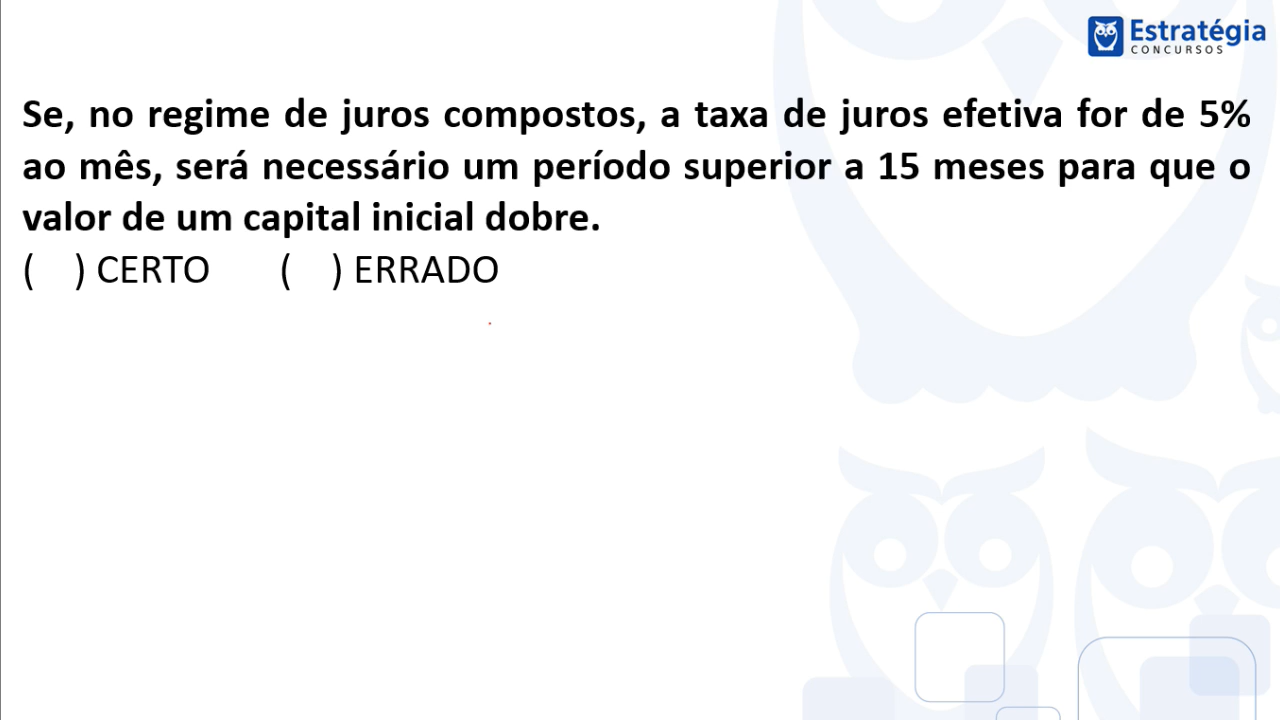 Estratégia
CONCURSOS
Se, no regime de juros compostos, a taxa de juros efetiva for de 5%
ao mês, será necessário um período superior a 15 meses para que o
valor de um capital inicial dobre.
( ) CERTO ( ) ERRADO